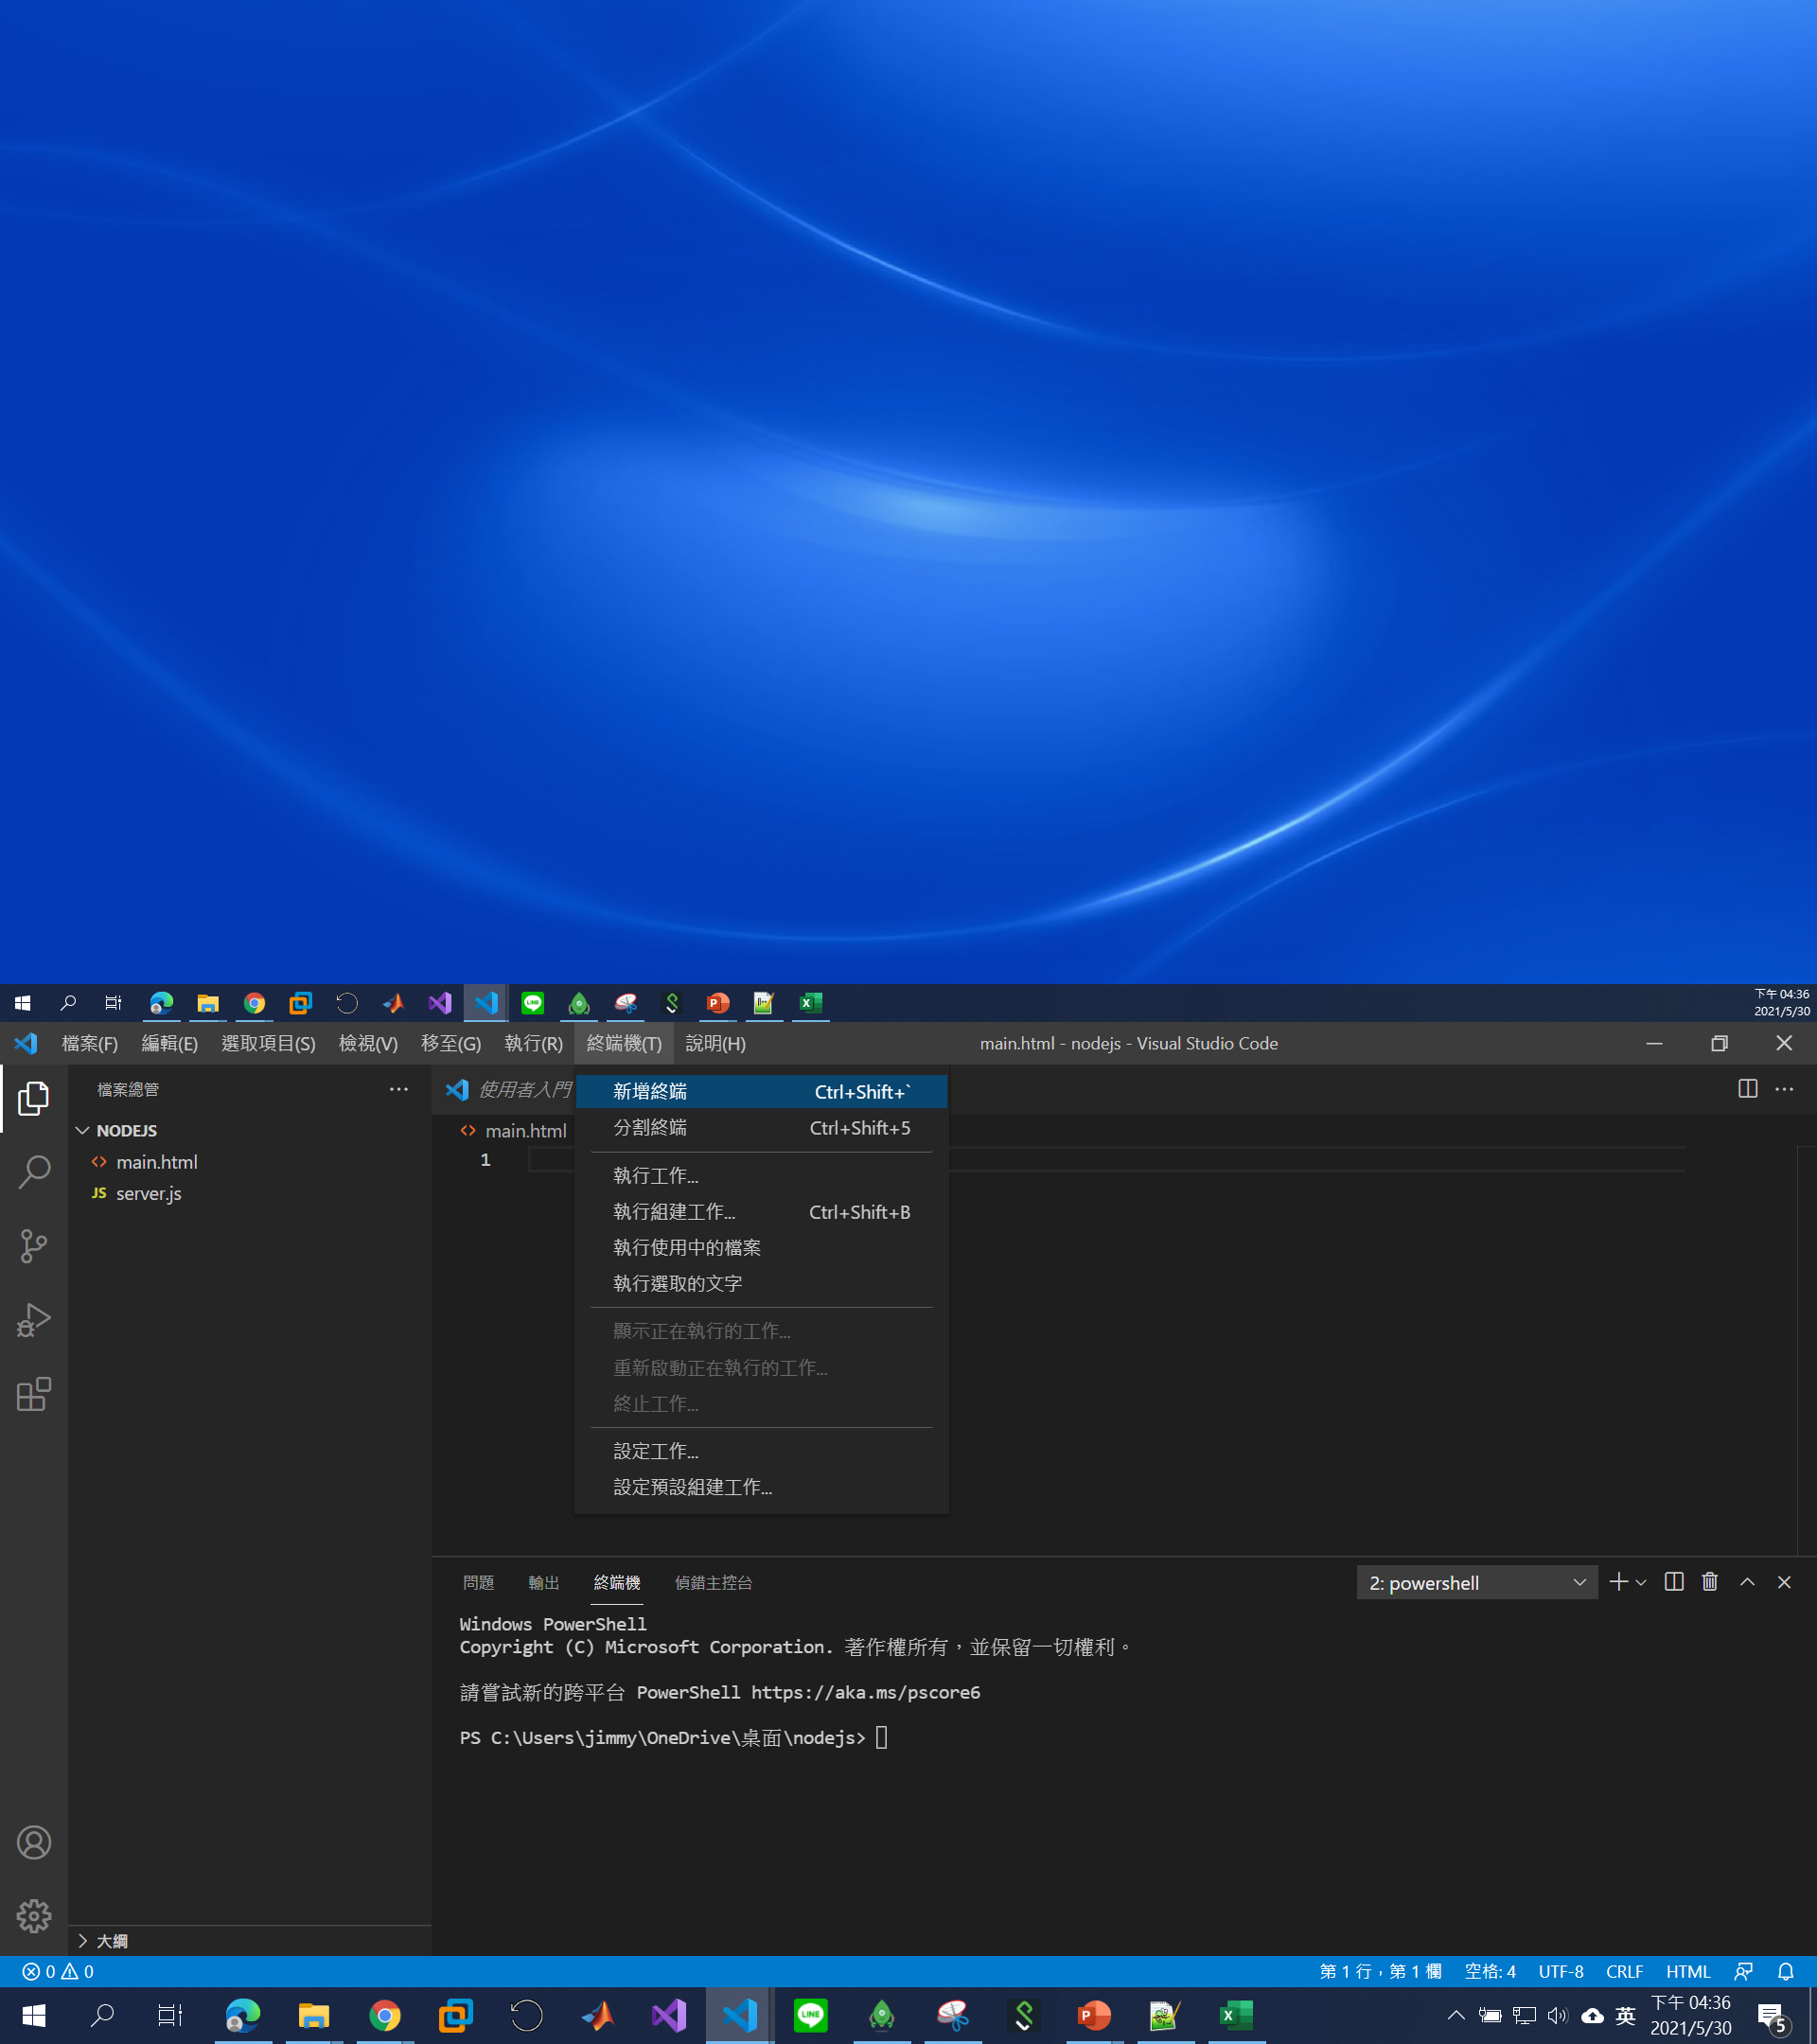 下午 04:36
2021/5/30
檔案(F) 編輯(E) 選取項目(S) 檢視(V) 移至(G) 執行(R) 終端機(T) 說明(H) main.html - nodejs - Visual Studio Code
檔案總管
使用者入門
NODEJS
main.html
JS server.js
main.html
1
新增終端 Ctrl+Shift+`
分割終端 Ctrl+Shift+5
執行工作...
執行組建工作... Ctrl+Shift+B
執行使用中的檔案
執行選取的文字
顯示正在執行的工作...
重新啟動正在執行的工作...
終止工作...
設定工作...
設定預設組建工作...
問題 輸出 終端機 偵錯主控台 2: powershell
Windows PowerShell
Copyright (C) Microsoft Corporation. 著作權所有，並保留一切權利。
請嘗試新的跨平台 PowerShell https://aka.ms/pscore6
PS C:\Users\jimmy\OneDrive\桌面\nodejs>
大綱
0 0 第 1 行，第 1 欄 空格: 4 UTF-8 CRLF HTML
LINE
英
下午 04:36
2021/5/30
5